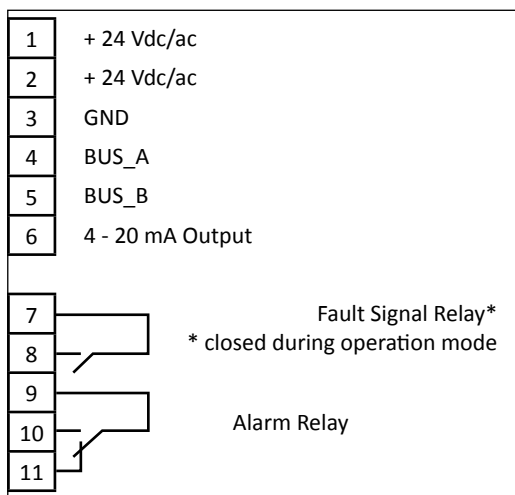 1 + 24 Vdc/ac
2 + 24 Vdc/ac
3 GND
4 BUS_A
5 BUS_B
6 4 - 20 mA Output
7 Fault Signal Relay*
8 * closed during operation mode
9
10 Alarm Relay
11